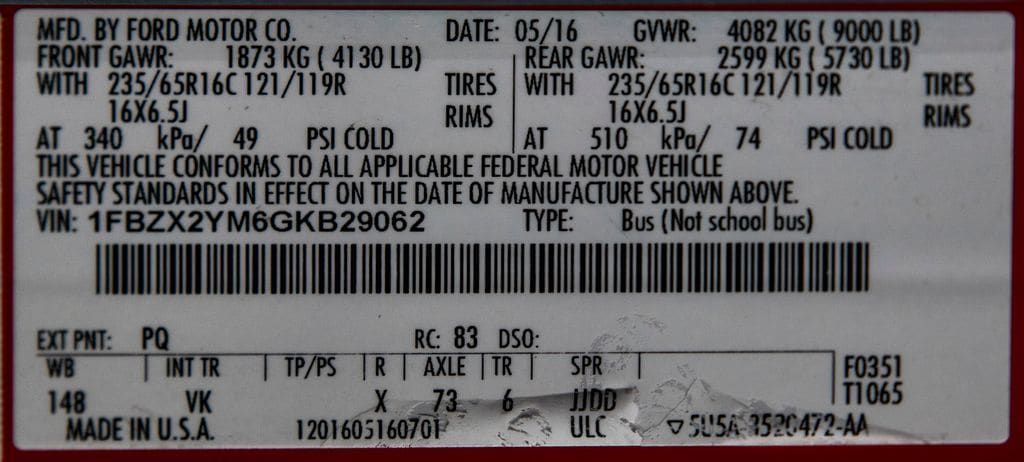 MFD. BY FORD MOTOR CO. DATE: 05/16 GVWR: 4082 KG ( 9000 LB)
FRONT GAWR: 1873 KG ( 4130 LB) REAR GAWR: 2599 KG ( 5730 LB)
WITH 235/65R16C 121/119R TIRES WITH 235/65R16C 121/119R TIRES
16X6.5J RIMS 16X6.5J RIMS
AT 340 kPa/ 49 PSI COLD AT 510 kPa/ 74 PSI COLD
THIS VEHICLE CONFORMS TO ALL APPLICABLE FEDERAL MOTOR VEHICLE
SAFETY STANDARDS IN EFFECT ON THE DATE OF MANUFACTURE SHOWN ABOVE.
VIN: 1FBZX2YM6GKB29062 TYPE: Bus (Not school bus)
EXT PNT: PQ RC: 83 DSO:
WB INT TR TP/PS R AXLE TR SPR F0351
148 VK X 73 6 JJDD T1065
MADE IN U.S.A. 1201605160701 ULC ▽5U5A-3520472-AA